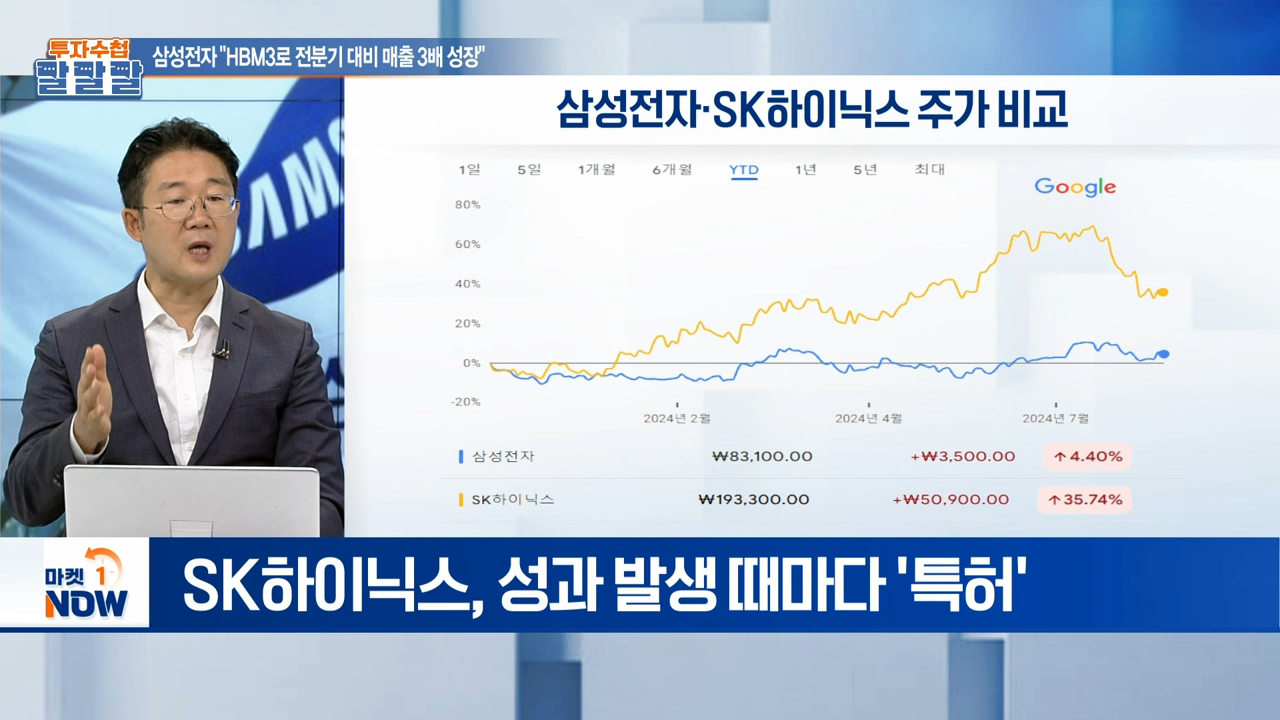 투자수첩
팔팔팔
삼성전자 "HBM3로 전분기 대비 매출 3배 성장"
SAMS
삼성전자·SK하이닉스 주가 비교
1일 5일 1개월 6개월 YTD 1년 5년 최대
Google
80%
60%
40%
20%
0%
-20%
2024년 2월 2024년 4월 2024년 7월
삼성전자 ₩83,100.00 +₩3,500.00 ↑4.40%
SK하이닉스 ₩193,300.00 +₩50,900.00 ↑35.74%
마켓 1
NOW
SK하이닉스, 성과 발생 때마다 '특허'